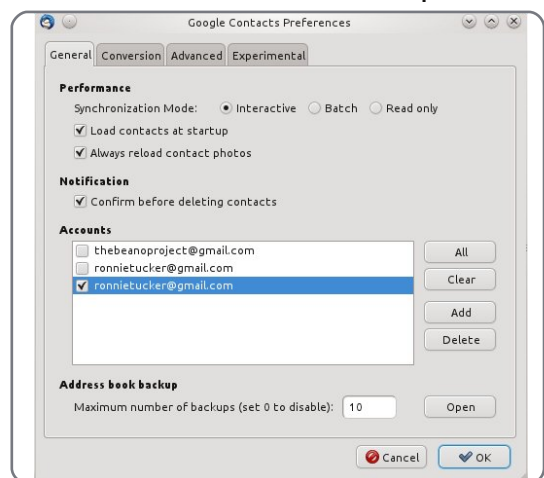 Google Contacts Preferences
General Conversion Advanced Experimental
Performance
Synchronization Mode: Interactive Batch Read only
Load contacts at startup
Always reload contact photos
Notification
Confirm before deleting contacts
Accounts
thebeanoproject@gmail.com
ronnietucker@gmail.com
ronnietucker@gmail.com
All
Clear
Add
Delete
Address book backup
Maximum number of backups (set 0 to disable): 10 Open
Cancel OK